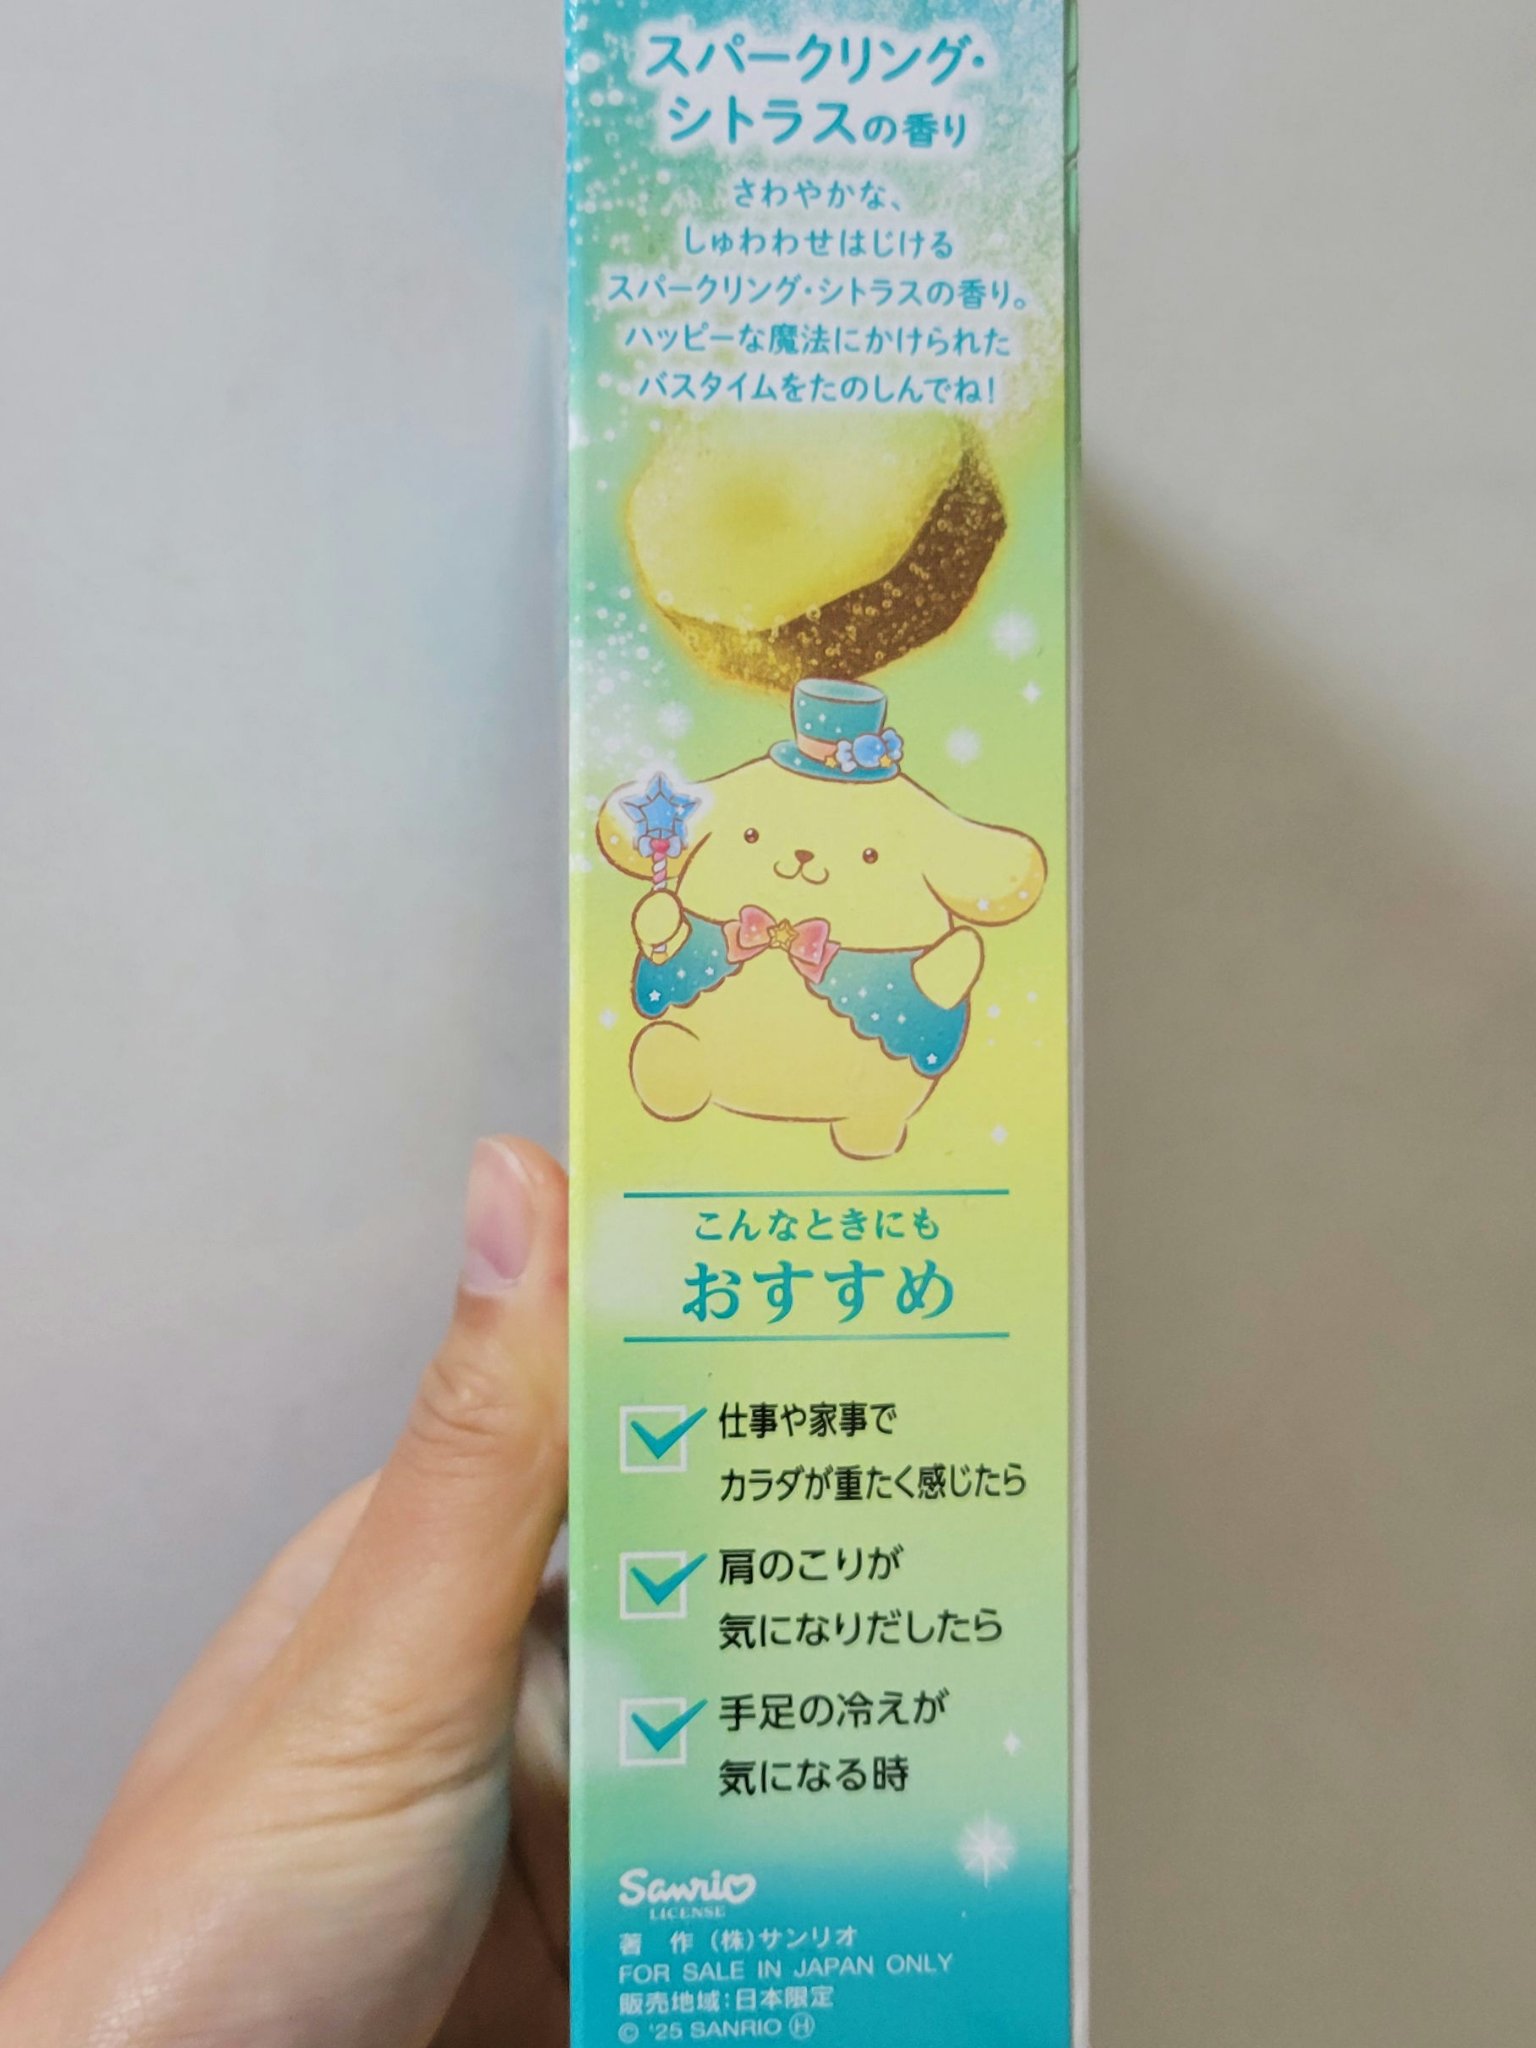 スパークリング・
シトラスの香り
さわやかな、
しゅわわせはじける
スパークリング・シトラスの香り。
ハッピーな魔法にかけられた
バスタイムをたのしんでね!
こんなときにも
おすすめ
仕事や家事で
カラダが重たく感じたら
肩のこりが
気になりだしたら
手足の冷えが
気になる時
Sanrio
LICENSE
著 作 (株)サンリオ
FOR SALE IN JAPAN ONLY
販売地域:日本限定
© '25 SANRIO Ⓗ